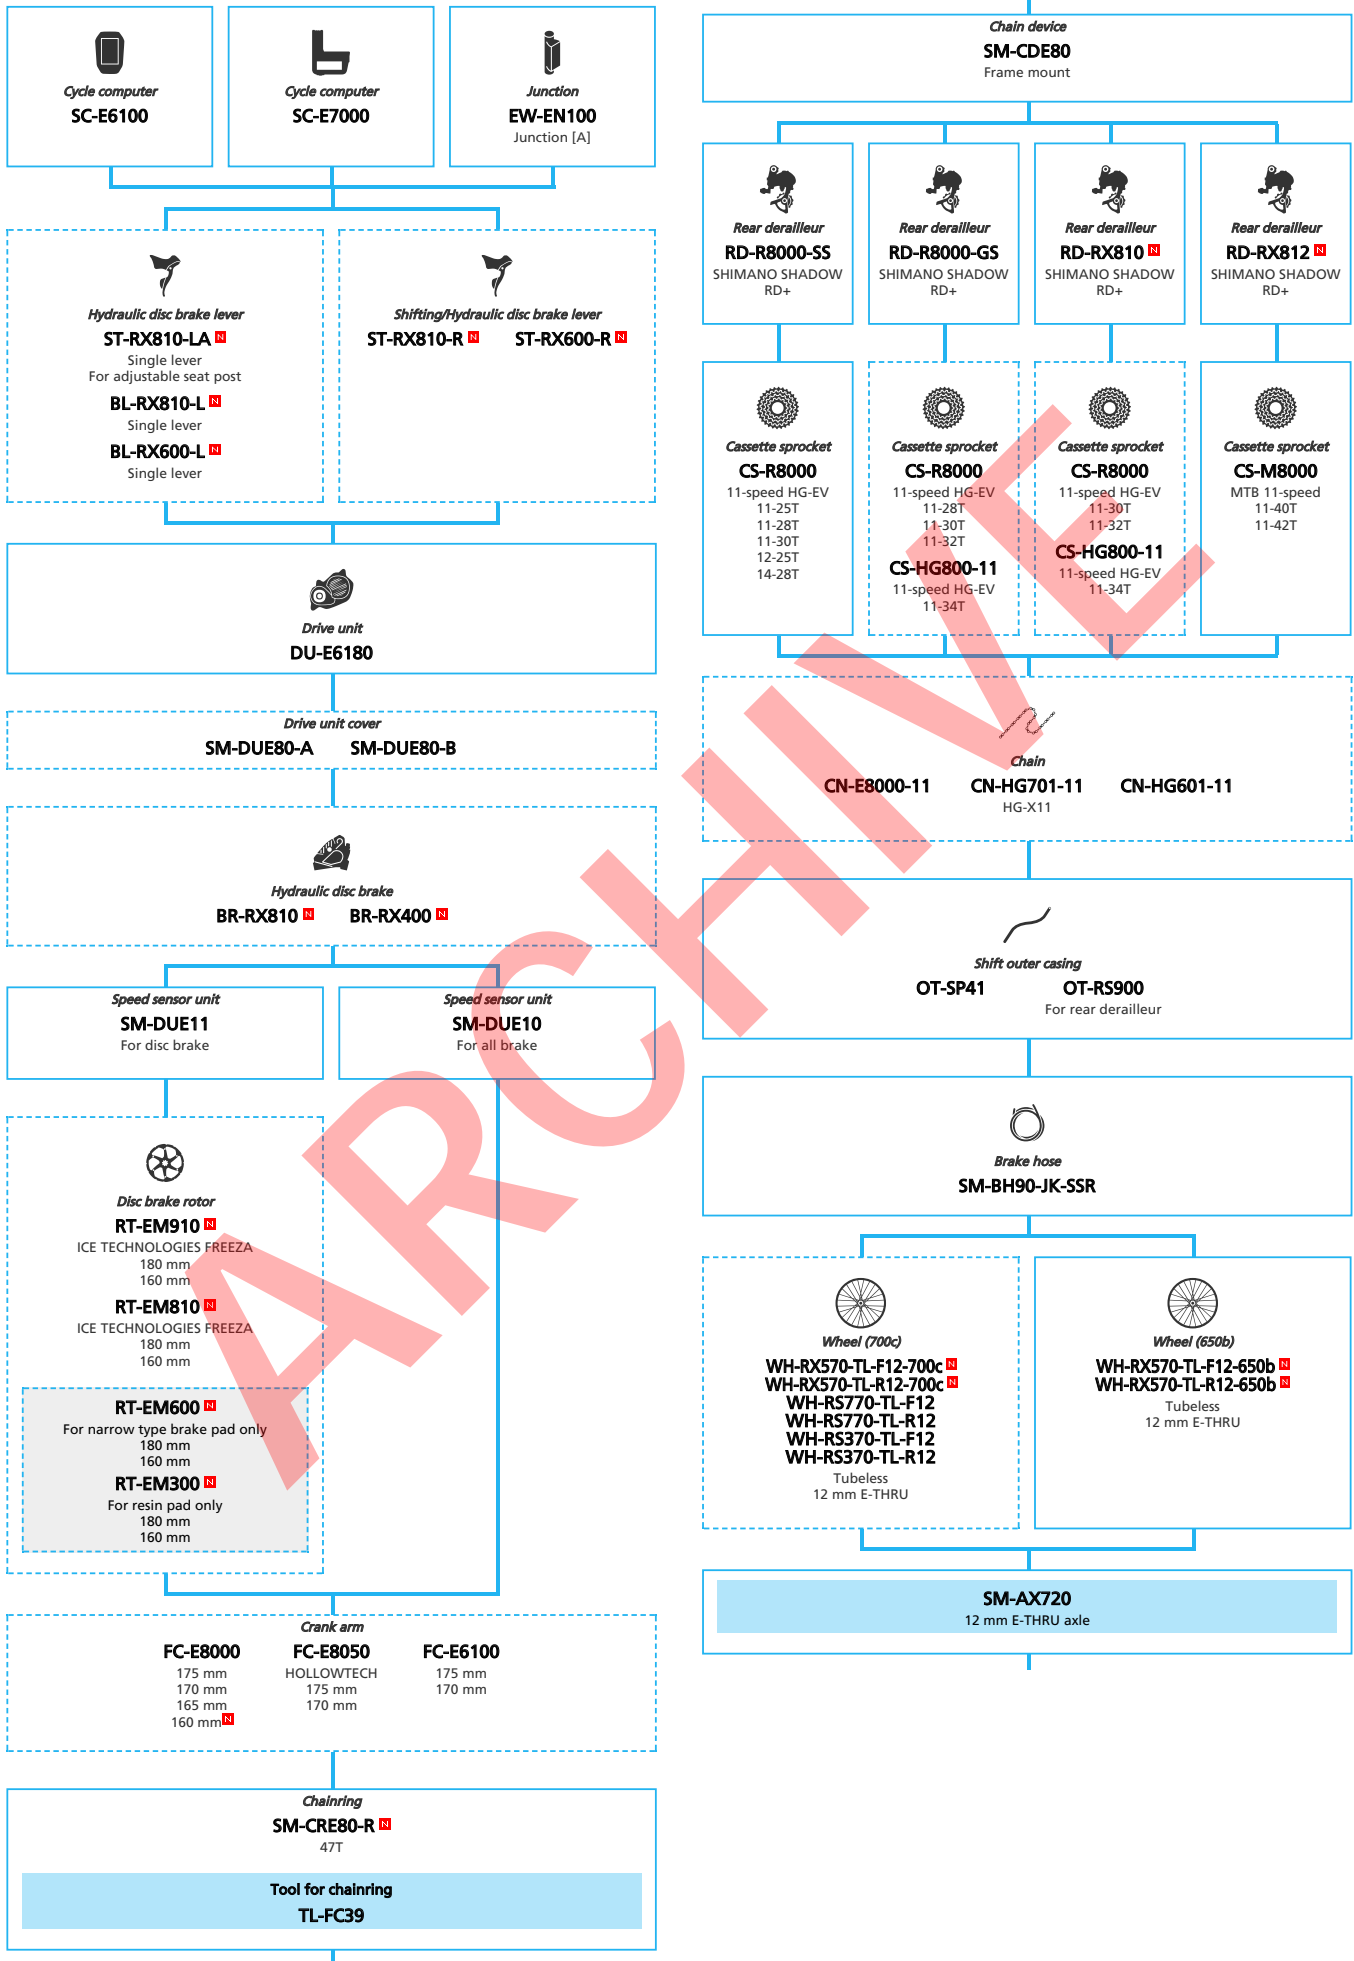 Cycle computer
SC-E6100
Cycle computer
SC-E7000
Junction
EW-EN100
Junction [A]
Hydraulic disc brake lever
ST-RX810-LA N
Single lever
For adjustable seat post
BL-RX810-L N
Single lever
BL-RX600-L N
Single lever
Shifting/Hydraulic disc brake lever
ST-RX810-R N ST-RX600-R N
Drive unit
DU-E6180
Drive unit cover
SM-DUE80-A SM-DUE80-B
Hydraulic disc brake
BR-RX810 N BR-RX400 N
Speed sensor unit
SM-DUE11
For disc brake
Speed sensor unit
SM-DUE10
For all brake
Disc brake rotor
RT-EM910 N
ICE TECHNOLOGIES FREEZA
180 mm
160 mm
RT-EM810 N
ICE TECHNOLOGIES FREEZA
180 mm
160 mm
RT-EM600 N
For narrow type brake pad only
180 mm
160 mm
RT-EM300 N
For resin pad only
180 mm
160 mm
Crank arm
FC-E8000
175 mm
170 mm
165 mm
160 mm N
FC-E8050
HOLLOWTECH
175 mm
170 mm
FC-E6100
175 mm
170 mm
Chainring
SM-CRE80-R N
47T
Tool for chainring
TL-FC39
Chain device
SM-CDE80
Frame mount
Rear derailleur
RD-R8000-SS
SHIMANO SHADOW
RD+
Rear derailleur
RD-R8000-GS
SHIMANO SHADOW
RD+
Rear derailleur
RD-RX810 N
SHIMANO SHADOW
RD+
Rear derailleur
RD-RX812 N
SHIMANO SHADOW
RD+
Cassette sprocket
CS-R8000
11-speed HG-EV
11-25T
11-28T
11-30T
12-25T
14-28T
Cassette sprocket
CS-R8000
11-speed HG-EV
11-28T
11-30T
11-32T
CS-HG800-11
11-speed HG-EV
11-34T
Cassette sprocket
CS-R8000
11-speed HG-EV
11-30T
11-32T
CS-HG800-11
11-speed HG-EV
11-34T
Cassette sprocket
CS-M8000
MTB 11-speed
11-40T
11-42T
Chain
CN-E8000-11 CN-HG701-11 CN-HG601-11
HG-X11
Shift outer casing
OT-SP41 OT-RS900
For rear derailleur
Brake hose
SM-BH90-JK-SSR
Wheel (700c)
WH-RX570-TL-F12-700c N
WH-RX570-TL-R12-700c N
WH-RS770-TL-F12
WH-RS770-TL-R12
WH-RS370-TL-F12
WH-RS370-TL-R12
Tubeless
12 mm E-THRU
Wheel (650b)
WH-RX570-TL-F12-650b N
WH-RX570-TL-R12-650b N
Tubeless
12 mm E-THRU
SM-AX720
12 mm E-THRU axle
ARCHIVE